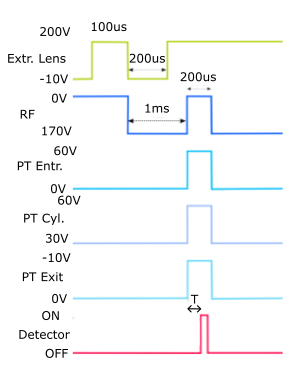 200V
100us
Extr. Lens
200us
-10V
200us
0V
RF
1ms
170V
60V
PT Entr.
0V
60V
PT Cyl.
30V
-10V
PT Exit
T
0V
ON
Detector
OFF